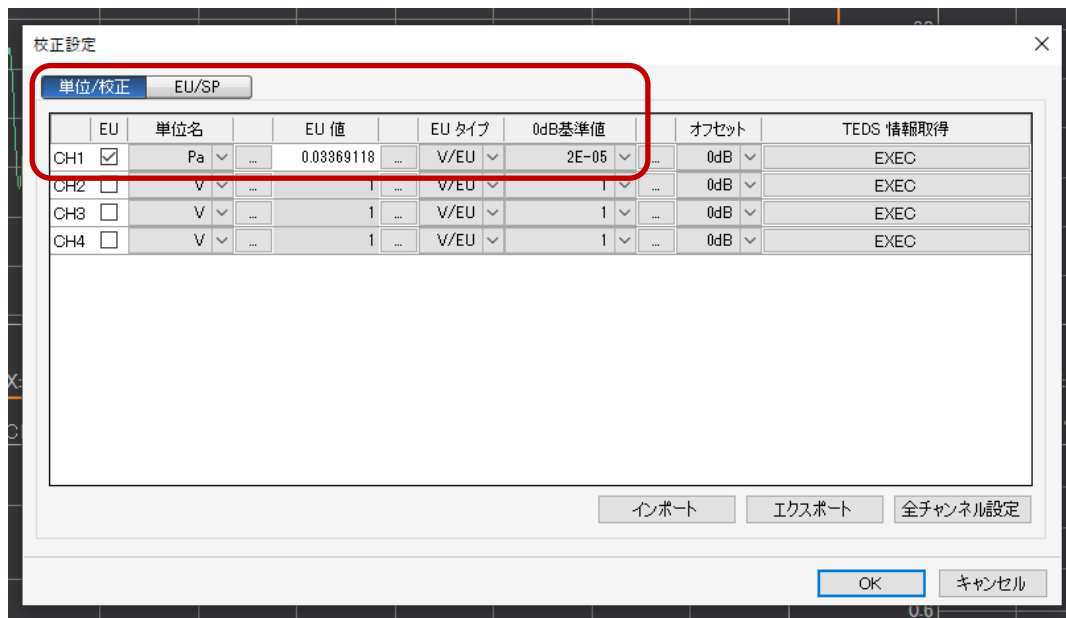 校正設定
単位/校正 EU/SP
EU 単位名 EU 値 EU タイプ 0dB基準値 オフセット TEDS 情報取得
CH1 Pa ... 0.03369118 ... V/EU 2E-05 ... 0dB EXEC
CH2 V ... 1 ... V/EU 1 ... 0dB EXEC
CH3 V ... 1 ... V/EU 1 ... 0dB EXEC
CH4 V ... 1 ... V/EU 1 ... 0dB EXEC
X:
インポート エクスポート 全チャンネル設定
OK キャンセル
0.6